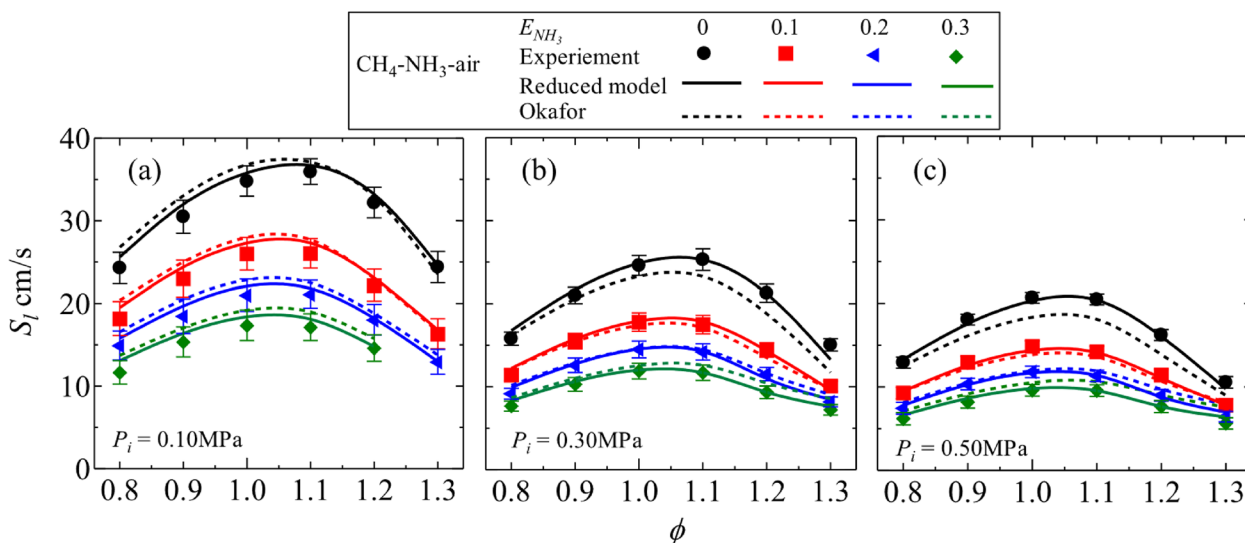 E_{NH_3} 0 0.1 0.2 0.3
Experiement
CH₄-NH₃-air
Reduced model
Okafor
40
30
20
10
0
S_l cm/s
(a)
P_i = 0.10MPa
(b)
P_i = 0.30MPa
(c)
P_i = 0.50MPa
0.8 0.9 1.0 1.1 1.2 1.3
0.8 0.9 1.0 1.1 1.2 1.3
0.8 0.9 1.0 1.1 1.2 1.3
ϕ